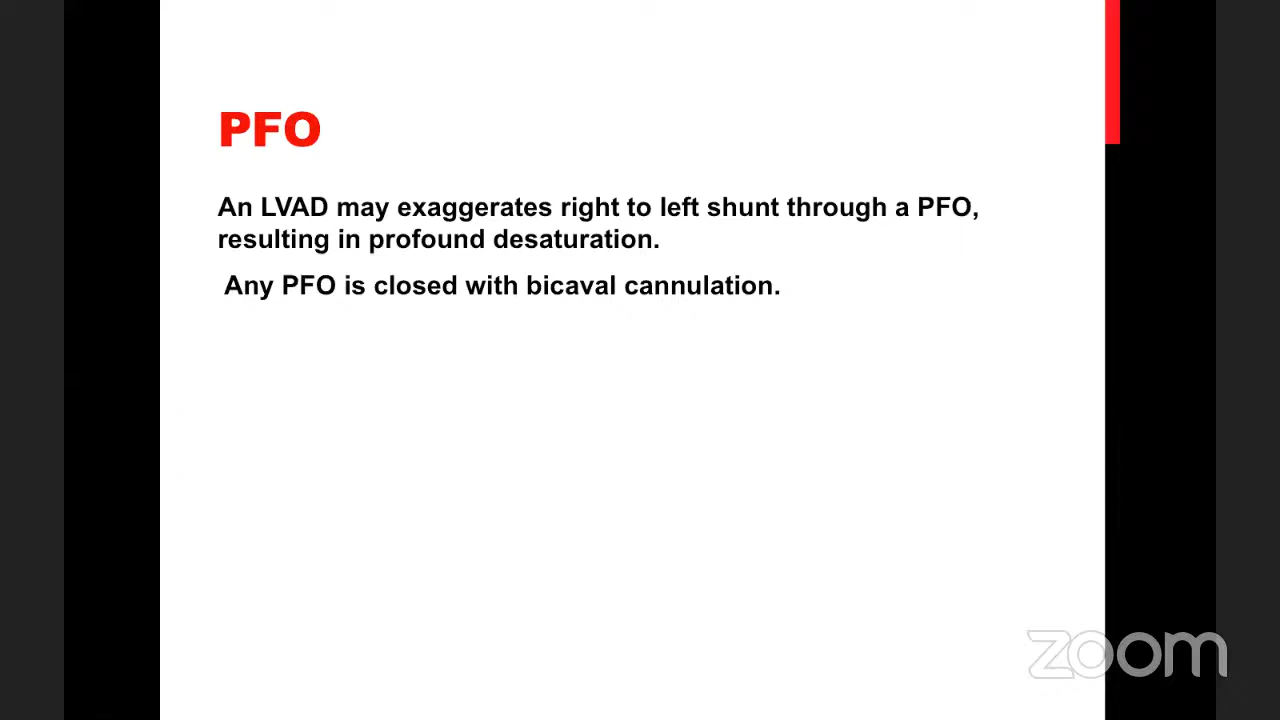 PFO
An LVAD may exaggerates right to left shunt through a PFO,
resulting in profound desaturation.
Any PFO is closed with bicaval cannulation.
zoom